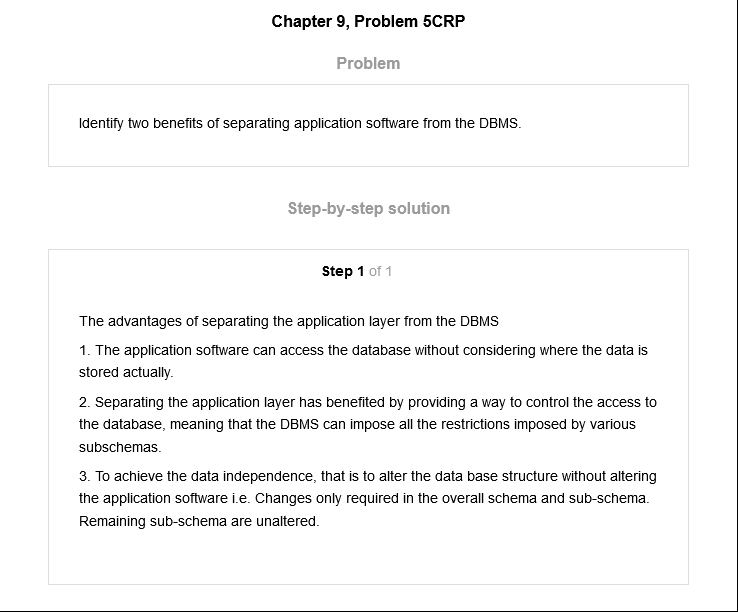 Chapter 9, Problem 5CRP
Problem
Identify two benefits of separating application software from the DBMS.
Step-by-step solution
Step 1 of 1
The advantages of separating the application layer from the DBMS
1. The application software can access the database without considering where the data is
stored actually.
2. Separating the application layer has benefited by providing a way to control the access to
the database, meaning that the DBMS can impose all the restrictions imposed by various
subschemas.
3. To achieve the data independence, that is to alter the data base structure without altering
the application software i.e. Changes only required in the overall schema and sub-schema.
Remaining sub-schema are unaltered.